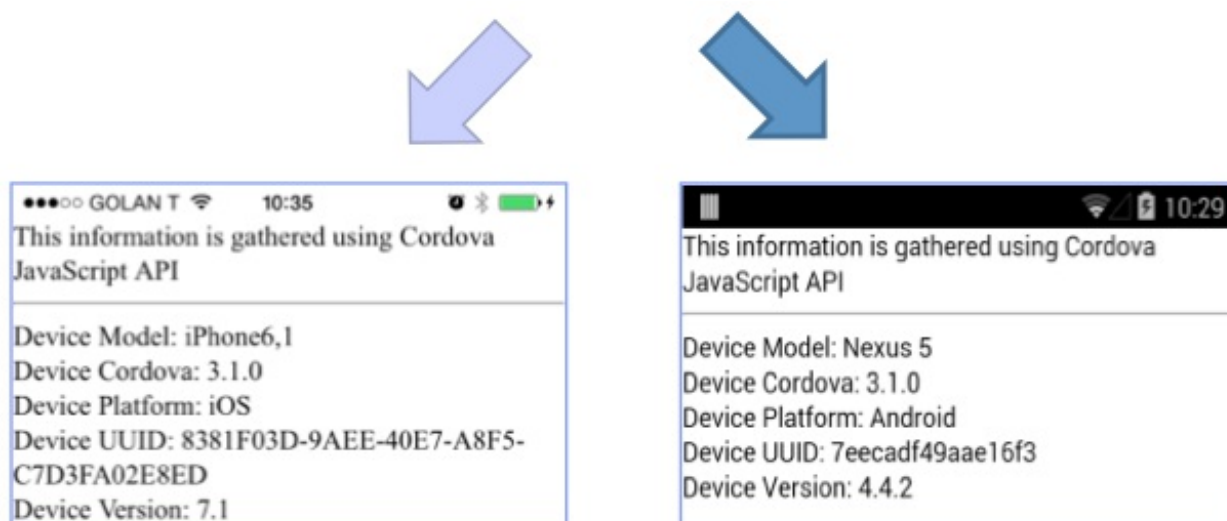 ●●●○○ GOLAN T 10:35
This information is gathered using Cordova
JavaScript API
Device Model: iPhone6,1
Device Cordova: 3.1.0
Device Platform: iOS
Device UUID: 8381F03D-9AEE-40E7-A8F5-
C7D3FA02E8ED
Device Version: 7.1
10:29
This information is gathered using Cordova
JavaScript API
Device Model: Nexus 5
Device Cordova: 3.1.0
Device Platform: Android
Device UUID: 7eecadf49aae16f3
Device Version: 4.4.2